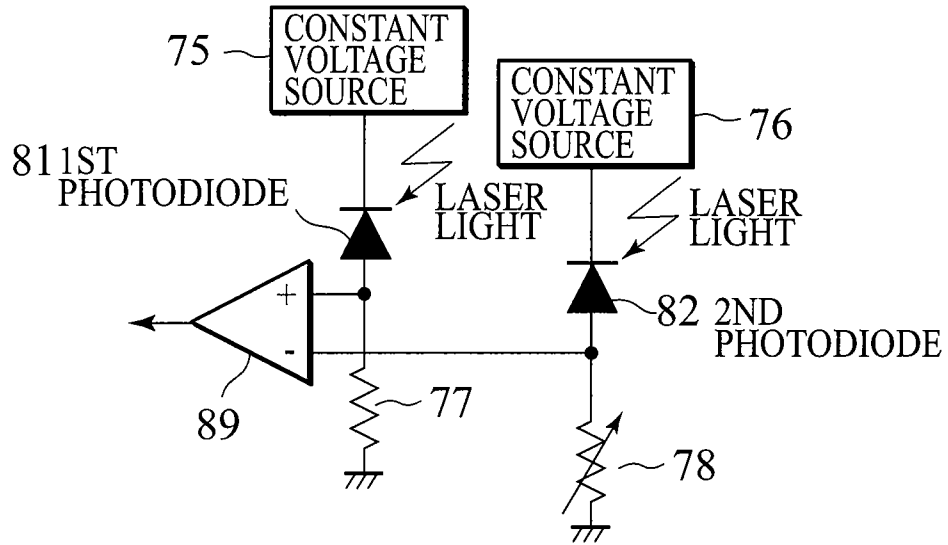 75
CONSTANT
VOLTAGE
SOURCE
CONSTANT
VOLTAGE
SOURCE
76
81 1ST
PHOTODIODE
LASER
LIGHT
LASER
LIGHT
+
-
82 2ND
PHOTODIODE
89
77
78